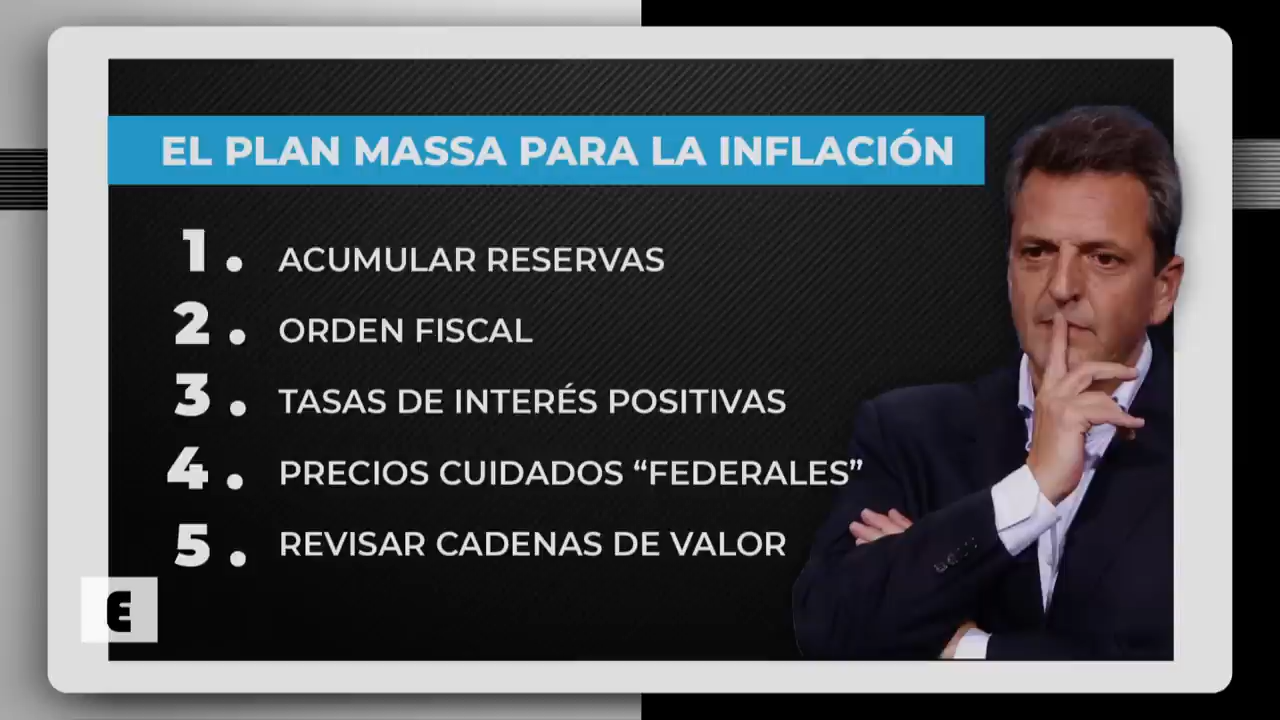 EL PLAN MASSA PARA LA INFLACIÓN
1. ACUMULAR RESERVAS
2. ORDEN FISCAL
3. TASAS DE INTERÉS POSITIVAS
4. PRECIOS CUIDADOS “FEDERALES”
5. REVISAR CADENAS DE VALOR
E